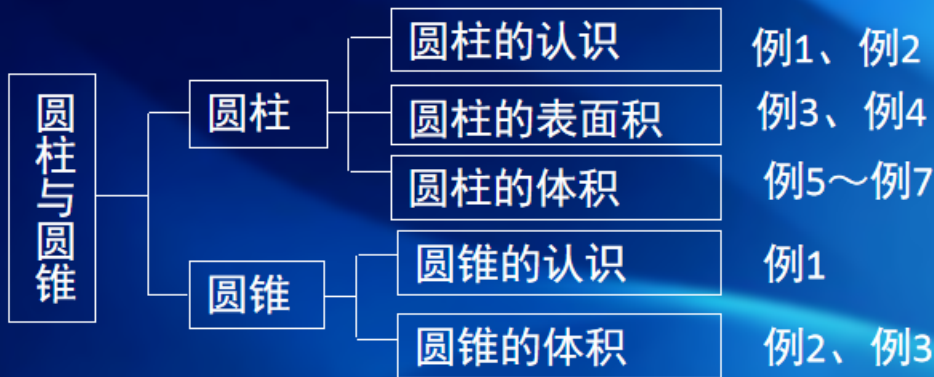 圆柱与圆锥
圆柱
圆柱的认识 例1、例2
圆柱的表面积 例3、例4
圆柱的体积 例5～例7
圆锥
圆锥的认识 例1
圆锥的体积 例2、例3